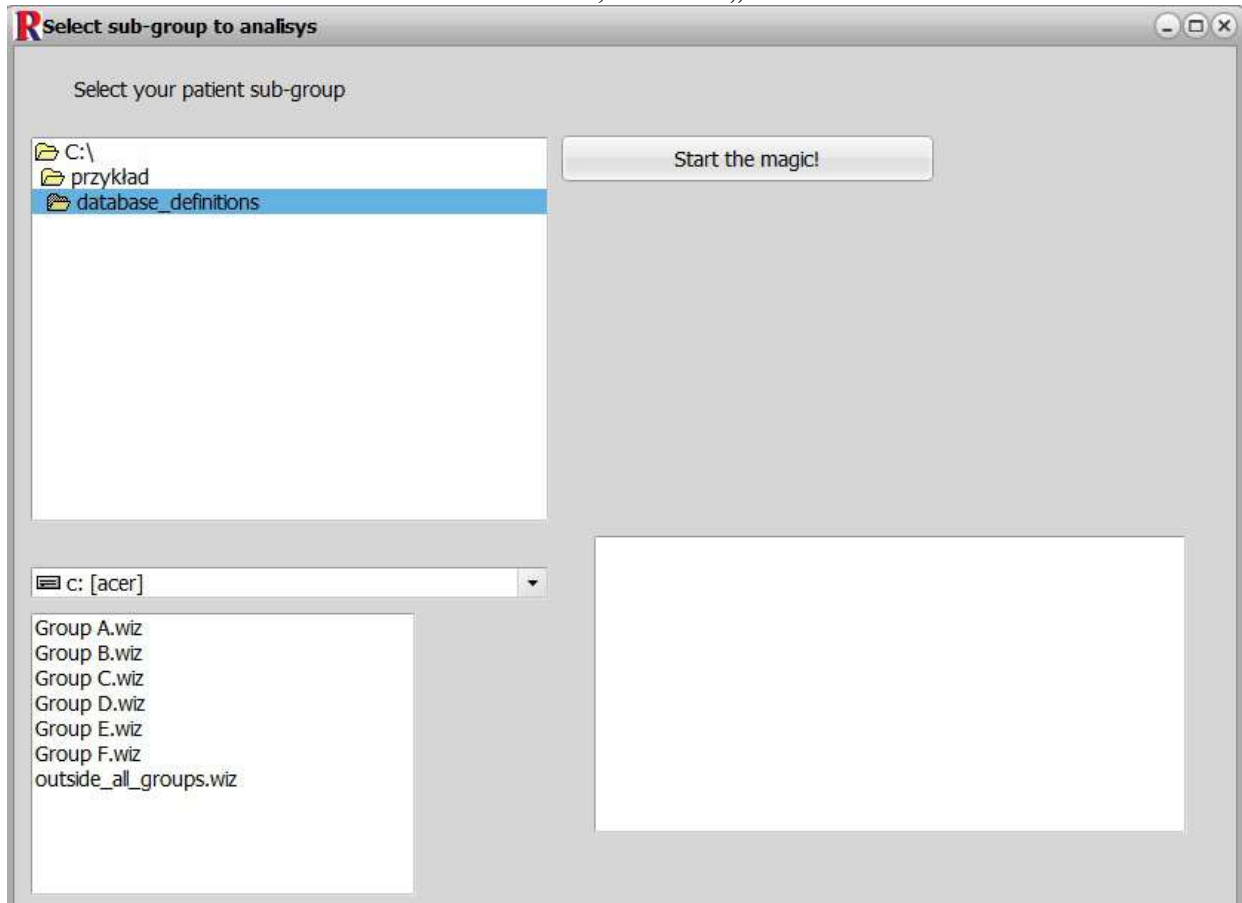 R Select sub-group to analisys
Select your patient sub-group
C:\
przykład
database_definitions
Start the magic!
c: [acer]
Group A.wiz
Group B.wiz
Group C.wiz
Group D.wiz
Group E.wiz
Group F.wiz
outside_all_groups.wiz